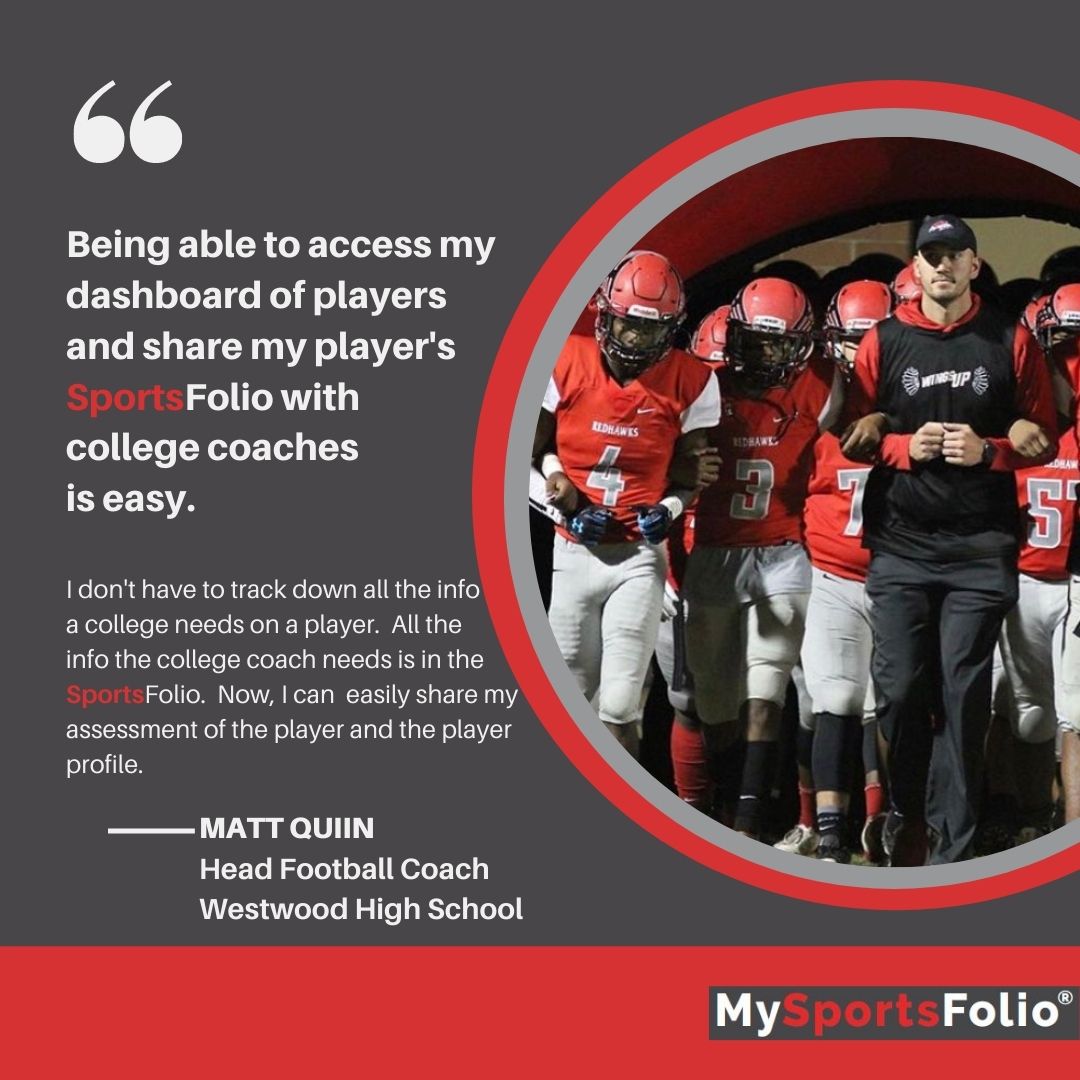 Being able to access my
dashboard of players
and share my player's
SportsFolio with
college coaches
is easy.
I don't have to track down all the info
a college needs on a player.  All the
info the college coach needs is in the
SportsFolio.  Now, I can  easily share my
assessment of the player and the player
profile.
MATT QUIIN
Head Football Coach
Westwood High School
WINGS UP
REDHAWKS
4
REDHAWKS
3
7
REDHAW
57
MySportsFolio®